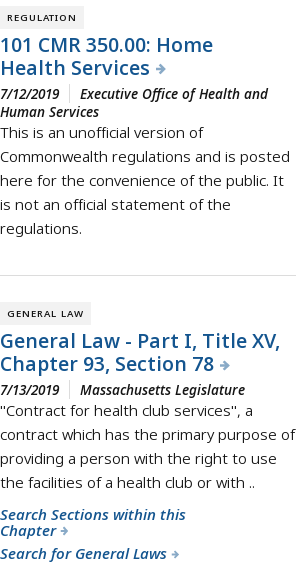 REGULATION
101 CMR 350.00: Home
Health Services
7/12/2019 Executive Office of Health and
Human Services
This is an unofficial version of
Commonwealth regulations and is posted
here for the convenience of the public. It
is not an official statement of the
regulations.
GENERAL LAW
General Law - Part I, Title XV,
Chapter 93, Section 78
7/13/2019 Massachusetts Legislature
"Contract for health club services", a
contract which has the primary purpose of
providing a person with the right to use
the facilities of a health club or with ..
Search Sections within this
Chapter
Search for General Laws